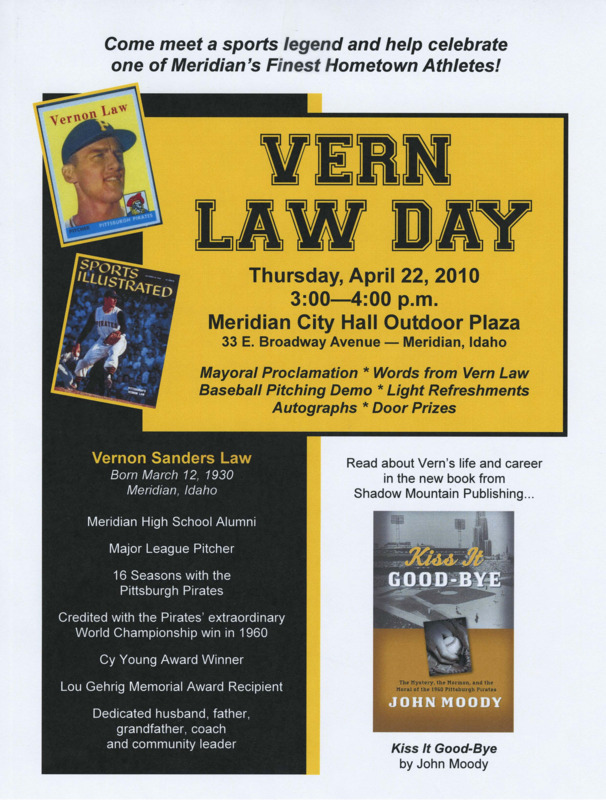 Come meet a sports legend and help celebrate
one of Meridian's Finest Hometown Athletes!
Vernon Law
PITTSBURGH PIRATES
SPORTS
ILLUSTRATED
PIRATES
VERN
LAW DAY
Thursday, April 22, 2010
3:00—4:00 p.m.
Meridian City Hall Outdoor Plaza
33 E. Broadway Avenue — Meridian, Idaho
Mayoral Proclamation * Words from Vern Law
Baseball Pitching Demo * Light Refreshments
Autographs * Door Prizes
Vernon Sanders Law
Born March 12, 1930
Meridian, Idaho
Meridian High School Alumni
Major League Pitcher
16 Seasons with the
Pittsburgh Pirates
Credited with the Pirates' extraordinary
World Championship win in 1960
Cy Young Award Winner
Lou Gehrig Memorial Award Recipient
Dedicated husband, father,
grandfather, coach
and community leader
Read about Vern's life and career
in the new book from
Shadow Mountain Publishing...
Kiss It
GOOD-BYE
The Mystery, the Mormon, and the
Moral of the 1960 Pittsburgh Pirates
JOHN MOODY
Kiss It Good-Bye
by John Moody